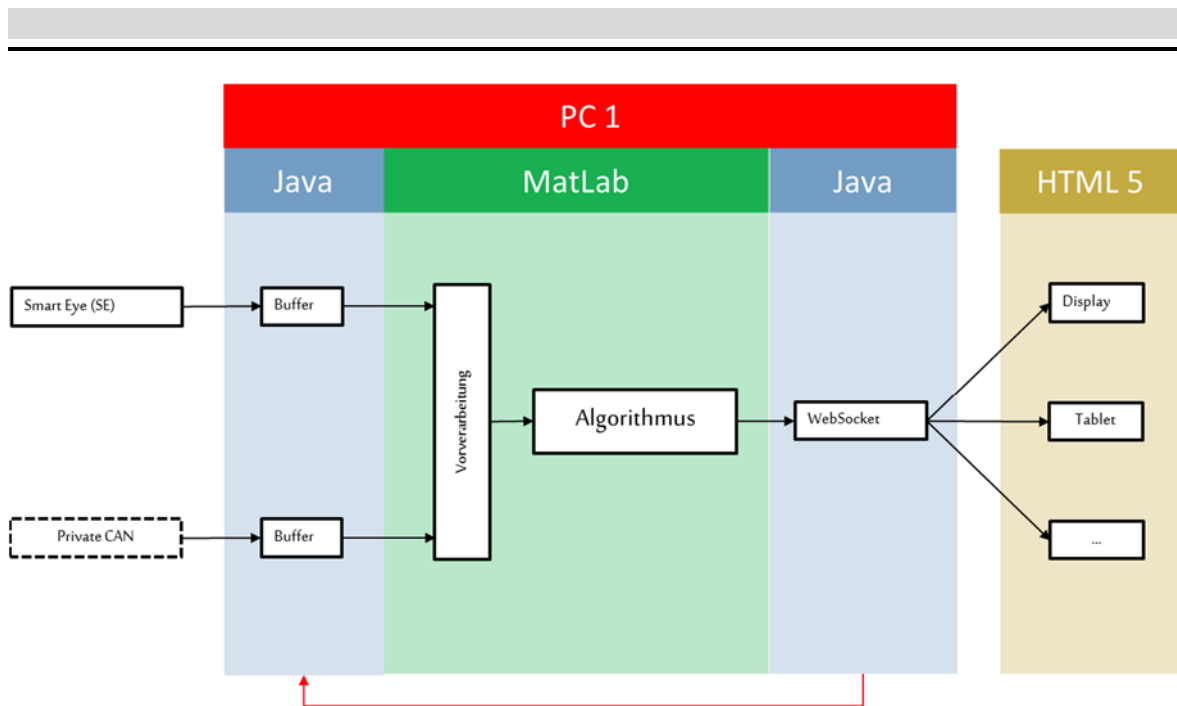 PC 1
Java
MatLab
Java
HTML 5
Smart Eye (SE)
Buffer
Vorverarbeitung
Algorithmus
WebSocket
Display
Tablet
Private CAN
Buffer
...